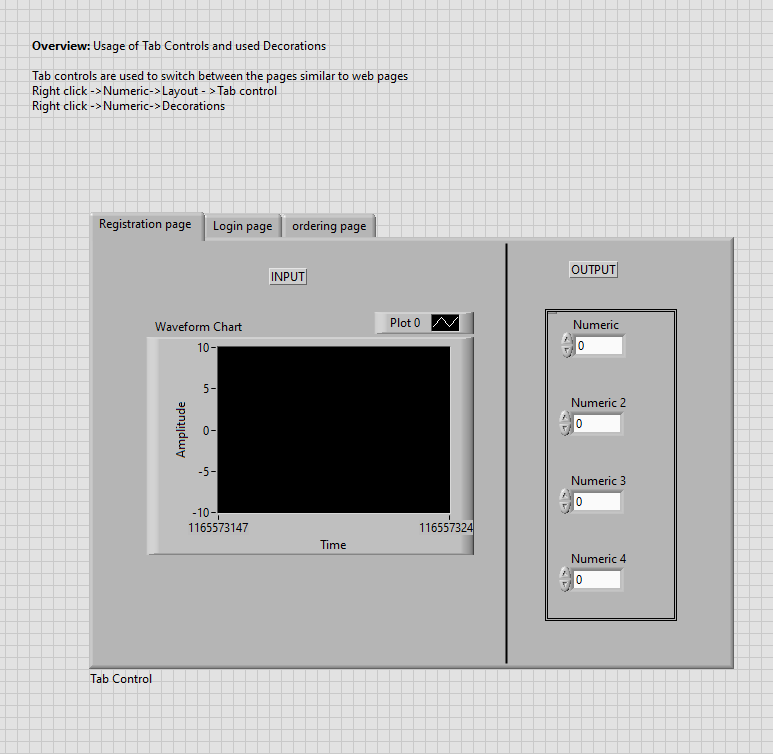 Overview: Usage of Tab Controls and used Decorations
Tab controls are used to switch between the pages similar to web pages
Right click ->Numeric->Layout - >Tab control
Right click ->Numeric->Decorations
Registration page
Login page
ordering page
INPUT
Waveform Chart
Plot 0
10
5
0
-5
-10
Amplitude
1165573147
116557324
Time
OUTPUT
Numeric
0
Numeric 2
0
Numeric 3
0
Numeric 4
0
Tab Control